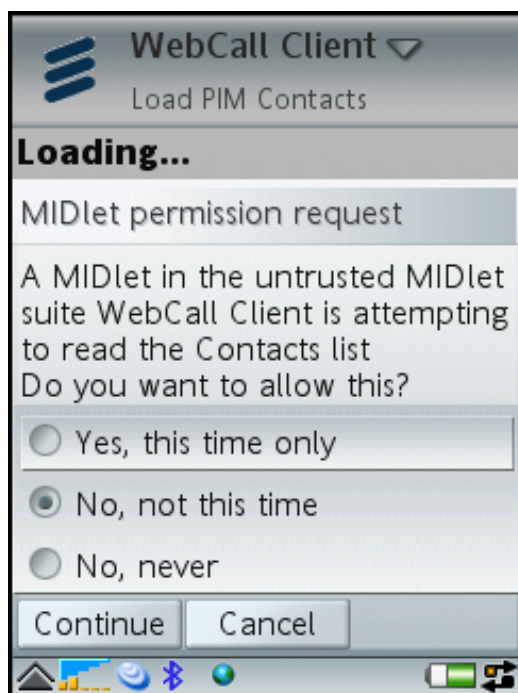 WebCall Client
Load PIM Contacts
Loading...
MIDlet permission request
A MIDlet in the untrusted MIDlet
suite WebCall Client is attempting
to read the Contacts list
Do you want to allow this?
Yes, this time only
No, not this time
No, never
Continue
Cancel